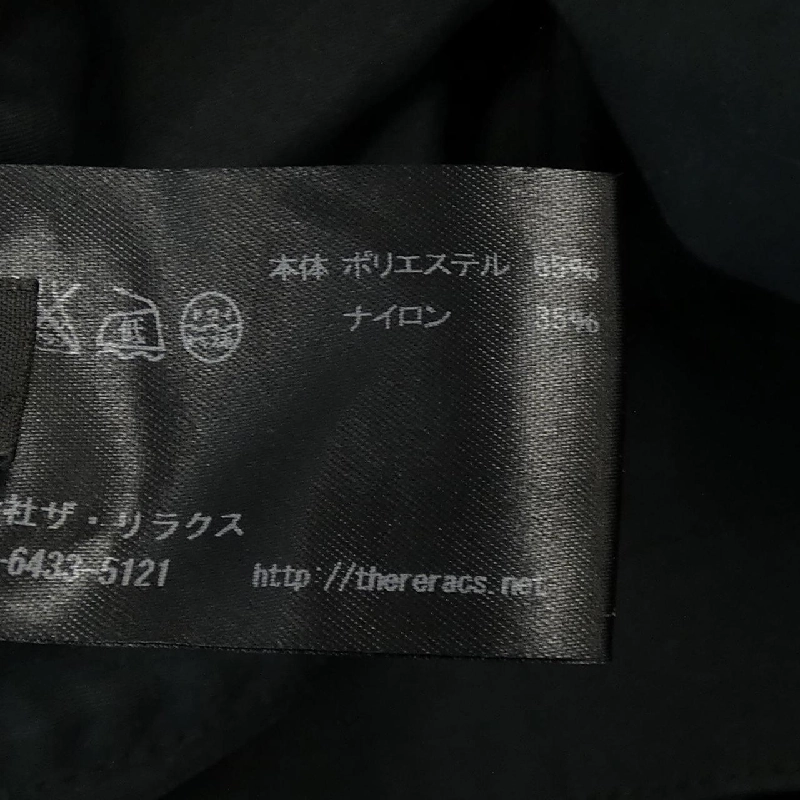 本体 ポリエステル 65%
ナイロン 35%
社ザ・リラクス
-6433-5121
http://thereracs.net